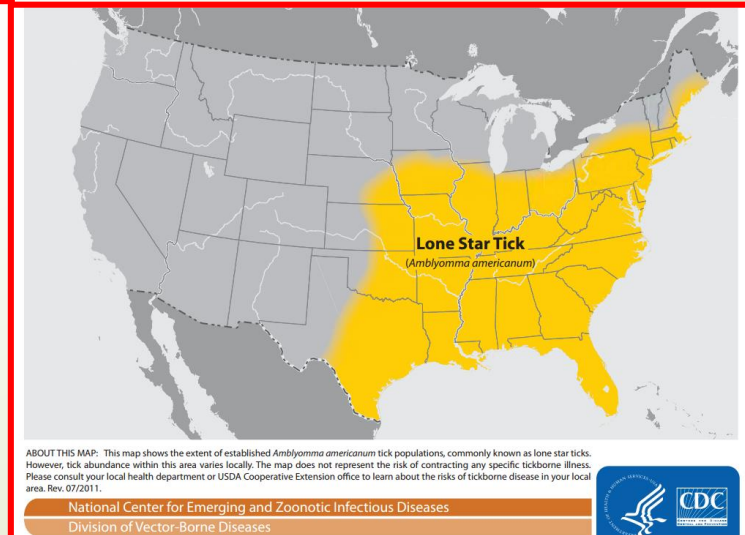 Lone Star Tick
(Amblyomma americanum)
ABOUT THIS MAP: This map shows the extent of established Amblyomma americanum tick populations, commonly known as lone star ticks.
However, tick abundance within this area varies locally. The map does not represent the risk of contracting any specific tickborne illness.
Please consult your local health department or USDA Cooperative Extension office to learn about the risks of tickborne disease in your local
area. Rev. 07/2011.
National Center for Emerging and Zoonotic Infectious Diseases
Division of Vector-Borne Diseases
CDC